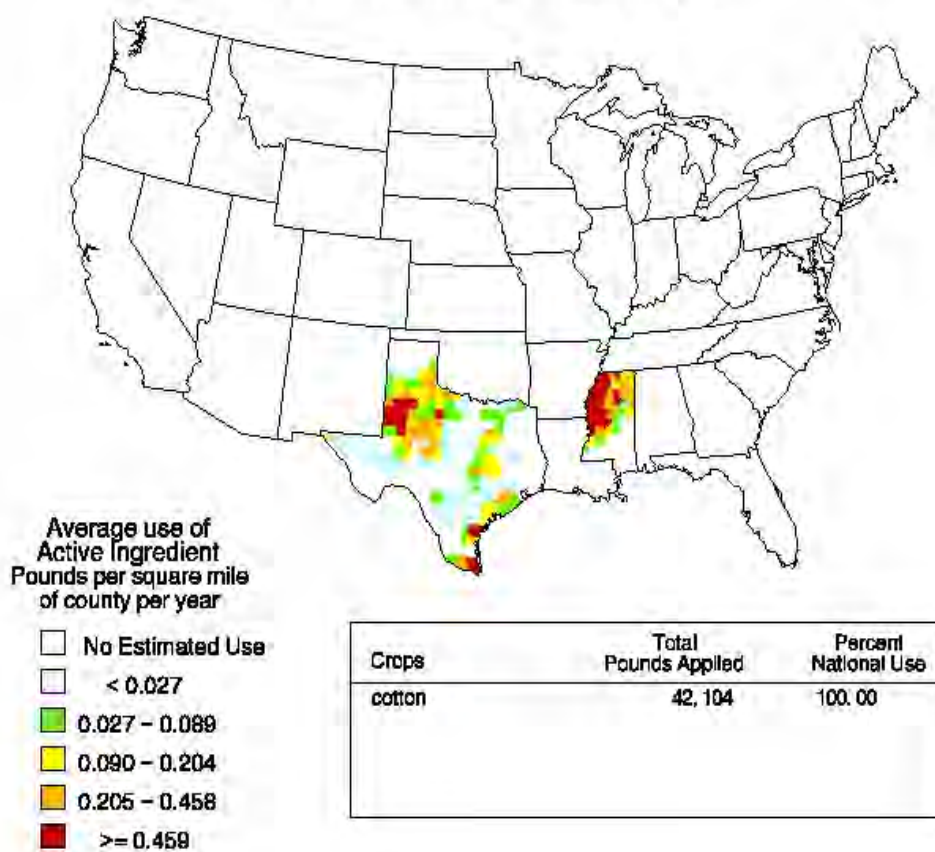 Average use of
Active Ingredient
Pounds per square mile
of county per year
No Estimated Use
< 0.027
0.027 – 0.089
0.090 – 0.204
0.205 – 0.458
>= 0.459
Crops Total Pounds Applied Percent National Use
cotton 42, 104 100. 00